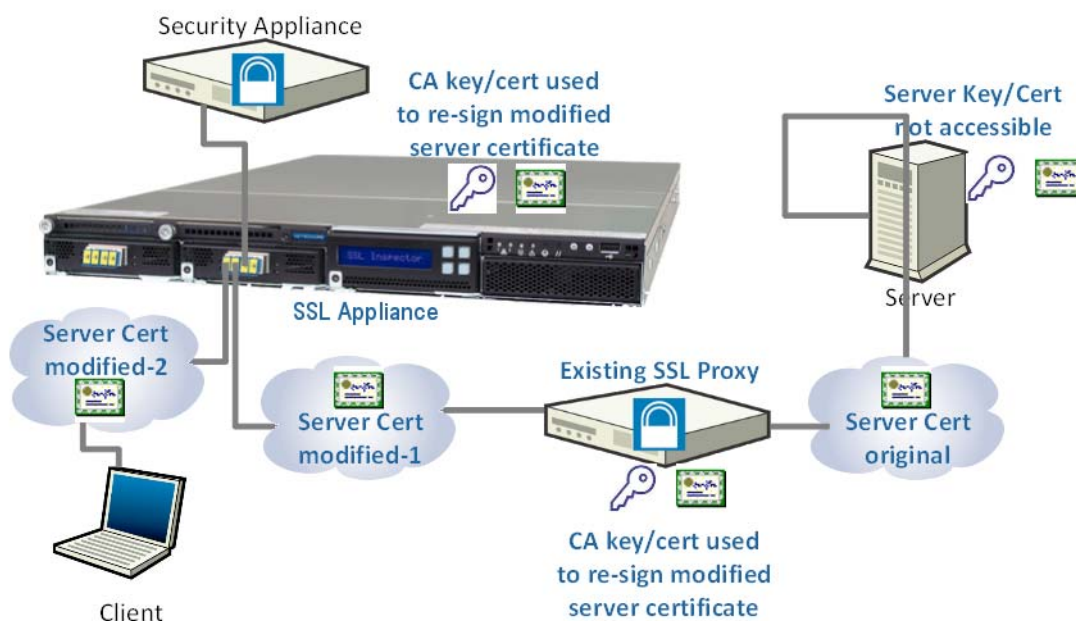 Security Appliance
CA key/cert used
to re-sign modified
server certificate
Server Key/Cert
not accessible
SSL Inspector
SSL Appliance
Server
Server Cert
modified-2
Existing SSL Proxy
Server Cert
modified-1
Server Cert
original
CA key/cert used
to re-sign modified
server certificate
Client